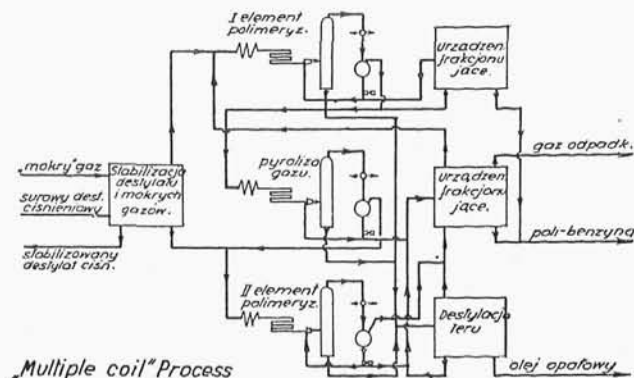 I element
polimeryz.
urządzen
frakcjonu
jące.
„mokry" gaz
surowy dest.
ciśnieniowy
stabilizowany
destylat ciśn.
Stabilizacja
destylatu
i mokrych
gazów.
pyroliza
gazu.
urządzen
frakcjonu
jące.
gaz odpadk.
poli-benzyna
II element
polimeryz.
Destylacja
teru
olej opałowy
„Multiple coil" Process